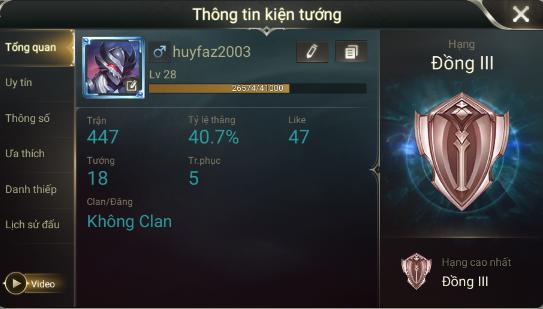 Thông tin kiện tướng
Tổng quan
Uy tín
Thông số
Ưa thích
Danh thiếp
Lịch sử đấu
Video
huyfaz2003
Lv 28
26574/41000
Trận
Tỷ lệ thắng
Like
447
40.7%
47
Tướng
Tr.phục
18
5
Clan/Đảng
Không Clan
Hạng
Đồng III
Hạng cao nhất
Đồng III